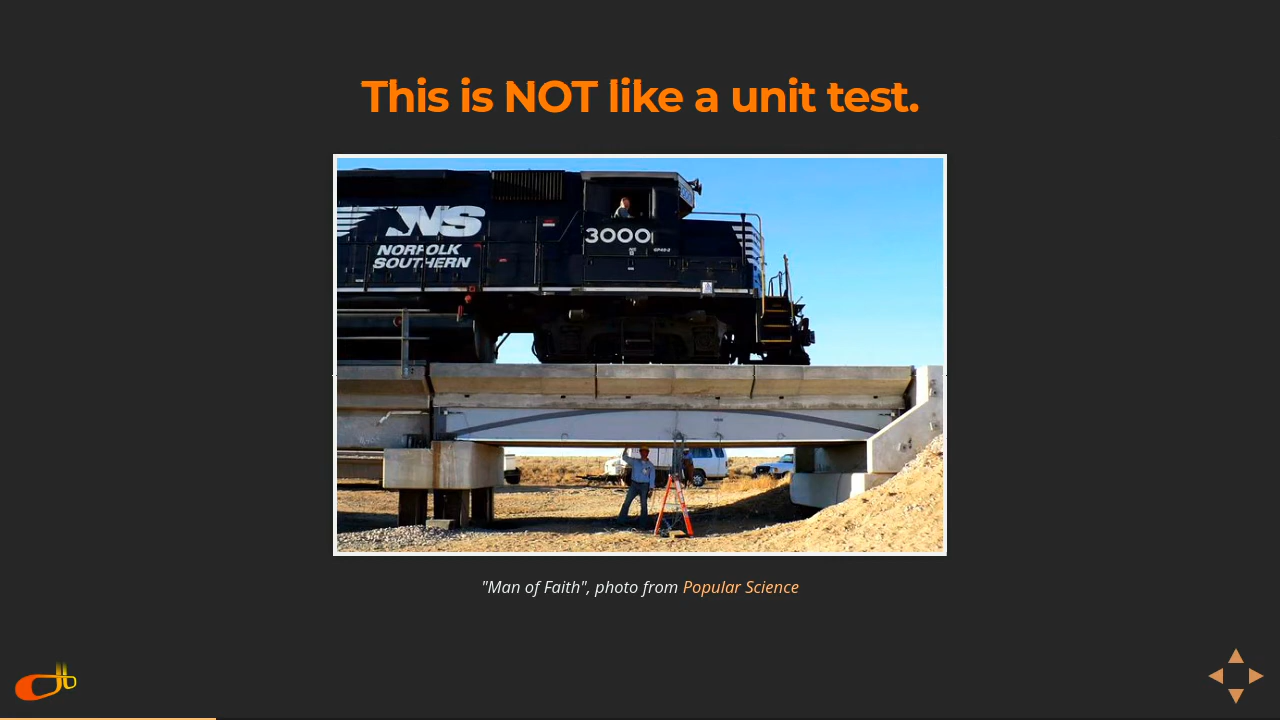 This is NOT like a unit test.
NS
3000
NORFOLK
SOUTHERN
"Man of Faith", photo from Popular Science